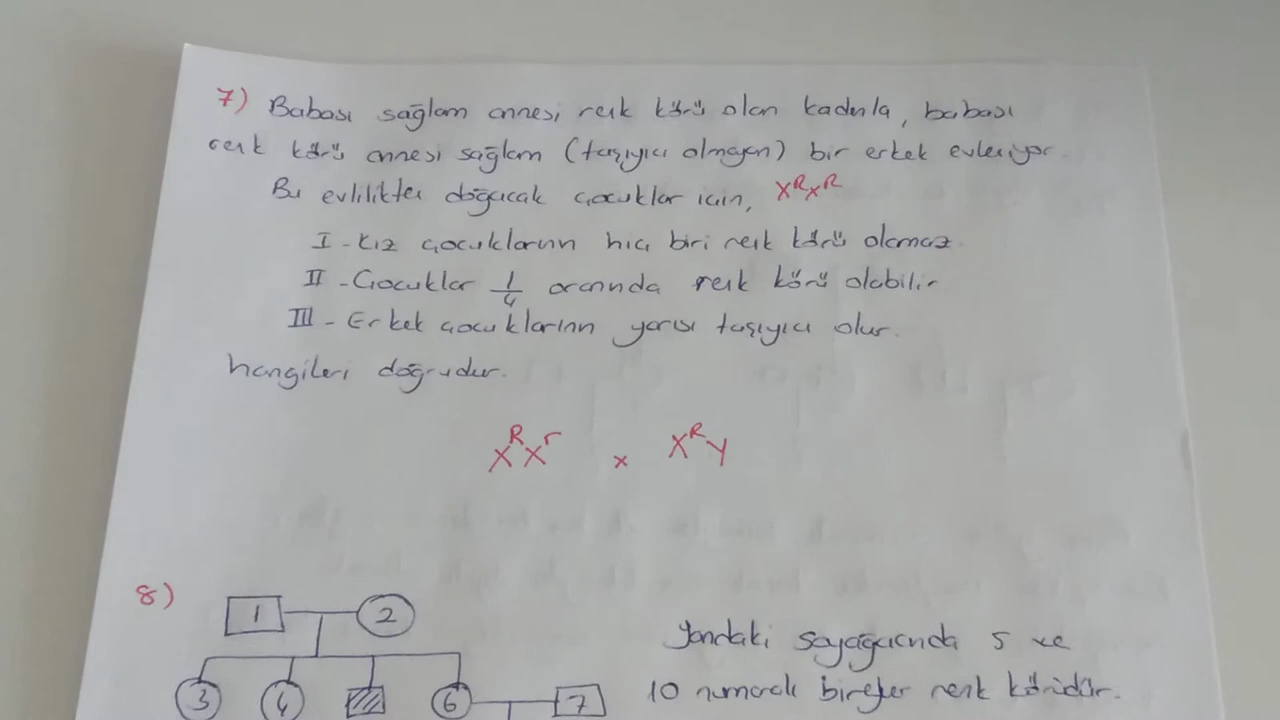 7) Babası sağlam annesi renk körü olan kadınla, babası
renk körü annesi sağlam (taşıyıcı olmayan) bir erkek evleniyor.
Bu evlilikten doğacak çocuklar için, XᴿXᴿ
I - Kız çocuklarının hiç biri renk körü olamaz
II - Çocuklar 1/4 oranında renk körü olabilir
III - Erkek çocuklarının yarısı taşıyıcı olur.
hangileri doğrudur.
XᴿXʳ x XᴿY
8)
1 2
Yandaki soyağacında 5 ve
3 4 6 7
10 numaralı bireyler renk körüdür.